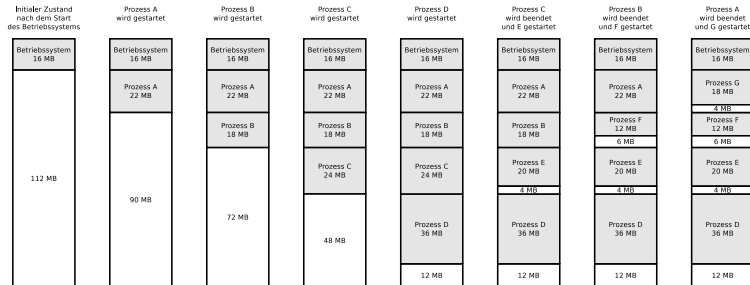 Initialer Zustand
nach dem Start
des Betriebssystems
Betriebssystem
16 MB
112 MB
Prozess A
wird gestartet
Betriebssystem
16 MB
Prozess A
22 MB
90 MB
Prozess B
wird gestartet
Betriebssystem
16 MB
Prozess A
22 MB
Prozess B
18 MB
72 MB
Prozess C
wird gestartet
Betriebssystem
16 MB
Prozess A
22 MB
Prozess B
18 MB
Prozess C
24 MB
48 MB
Prozess D
wird gestartet
Betriebssystem
16 MB
Prozess A
22 MB
Prozess B
18 MB
Prozess C
24 MB
Prozess D
36 MB
12 MB
Prozess C
wird beendet
und E gestartet
Betriebssystem
16 MB
Prozess A
22 MB
Prozess B
18 MB
Prozess E
20 MB
4 MB
Prozess D
36 MB
12 MB
Prozess B
wird beendet
und F gestartet
Betriebssystem
16 MB
Prozess A
22 MB
Prozess F
12 MB
6 MB
Prozess E
20 MB
4 MB
Prozess D
36 MB
12 MB
Prozess A
wird beendet
und G gestartet
Betriebssystem
16 MB
Prozess G
18 MB
4 MB
Prozess F
12 MB
6 MB
Prozess E
20 MB
4 MB
Prozess D
36 MB
12 MB